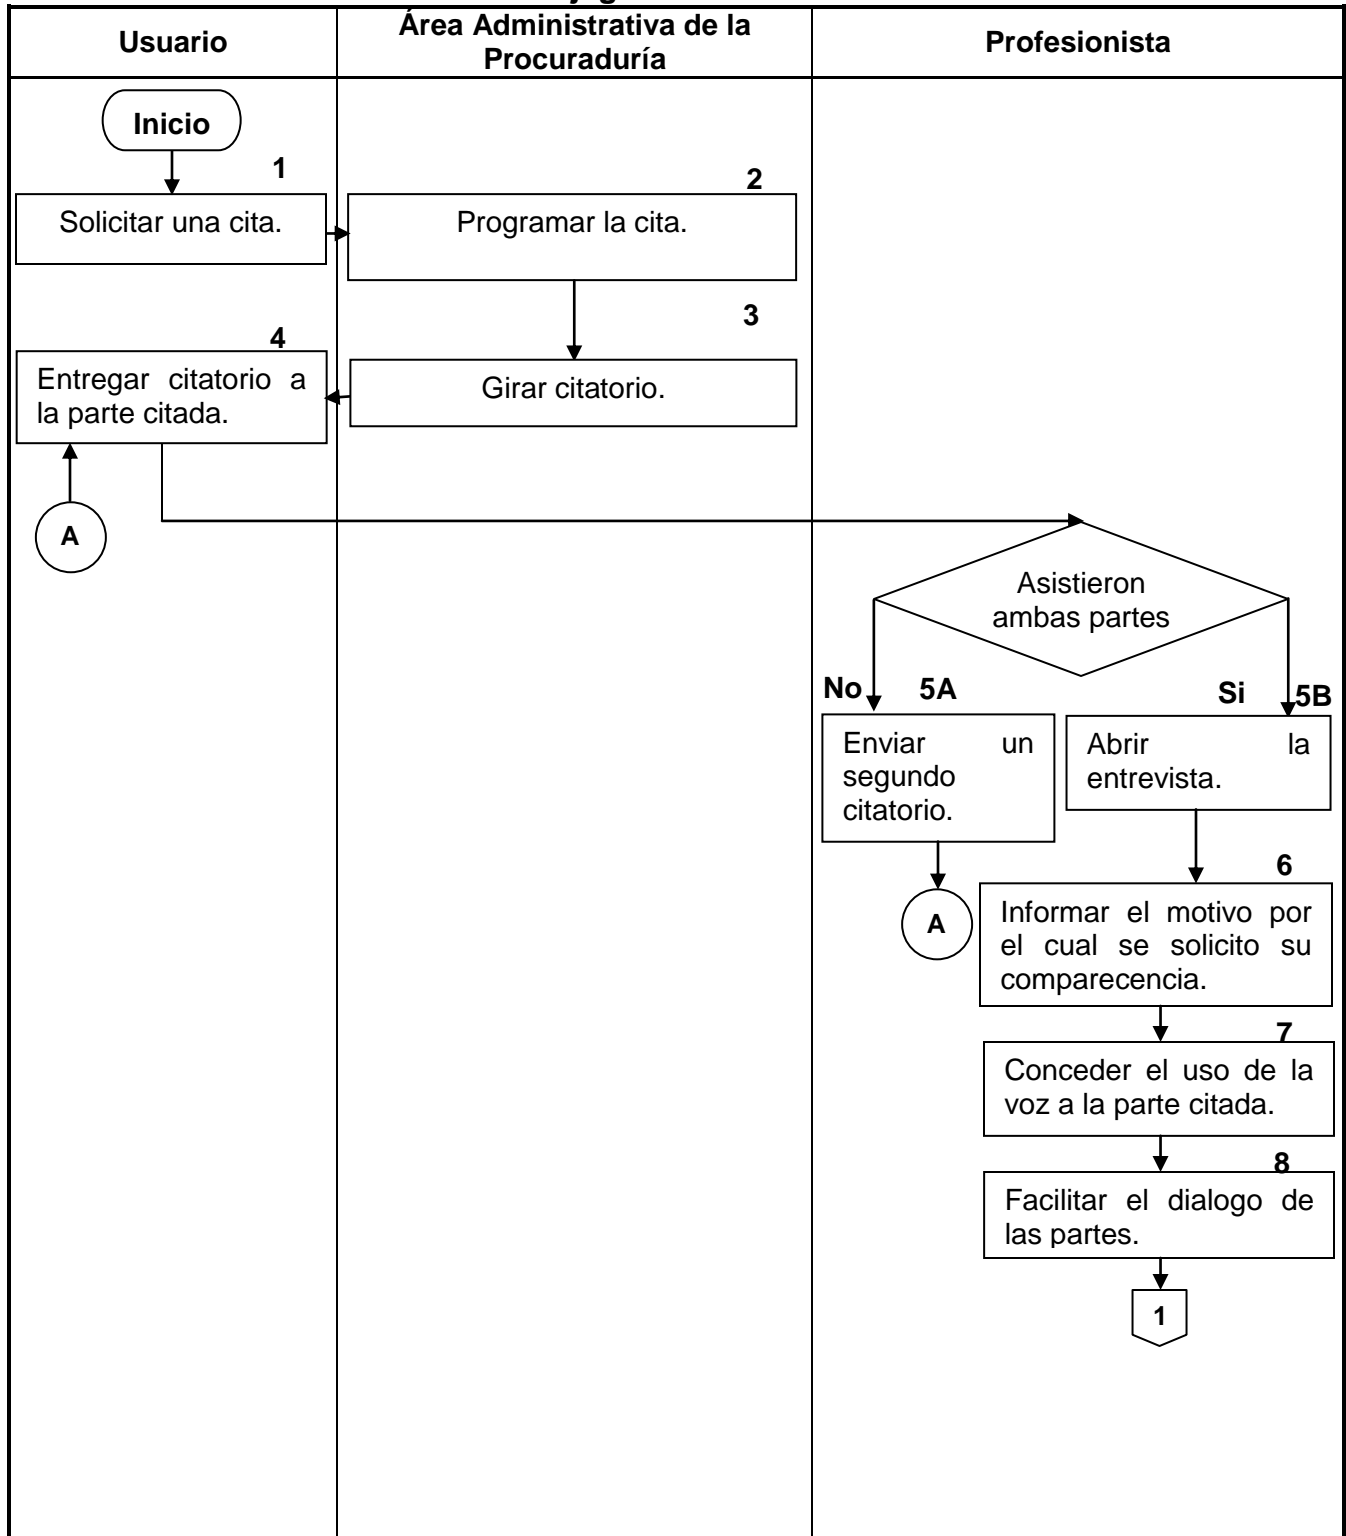 Usuario
Área Administrativa de la
Procuraduría
Profesionista
Inicio
1
Solicitar una cita.
2
Programar la cita.
3
Girar citatorio.
4
Entregar citatorio a
la parte citada.
A
Asistieron
ambas partes
No
5A
Si
5B
Enviar un
segundo
citatorio.
Abrir la
entrevista.
A
6
Informar el motivo por
el cual se solicito su
comparecencia.
7
Conceder el uso de la
voz a la parte citada.
8
Facilitar el dialogo de
las partes.
1